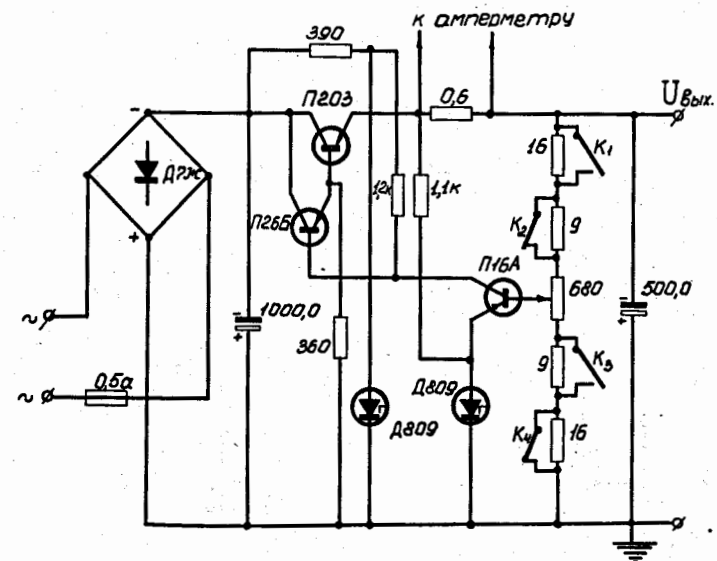 к амперметру
390
П203
0,6
Uвых.
-
Д7Ж
+
16
К1
1,2к
1,1к
П26Б
К2
9
П16А
680
~
-
1000,0
+
360
-
500,0
+
9
К3
~
0,5а
Д809
Д809
К4
16